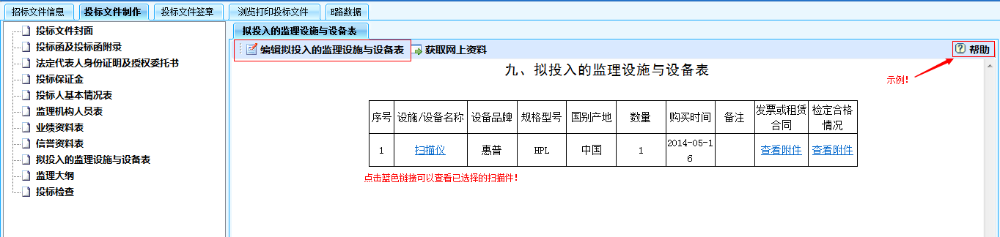 招标文件信息 投标文件制作 投标文件签章 浏览打印投标文件 E路数据
投标文件封面
投标函及投标函附录
法定代表人身份证明及授权委托书
投标保证金
投标人基本情况表
监理机构人员表
业绩资料表
信誉资料表
拟投入的监理设施与设备表
监理大纲
投标检查
拟投入的监理设施与设备表
编辑拟投入的监理设施与设备表 获取网上资料 帮助
九、拟投入的监理设施与设备表
示例!
序号 设施/设备名称 设备品牌 规格型号 国别产地 数量 购买时间 备注 发票或租赁合同 检定合格情况
1 扫描仪 惠普 HPL 中国 1 2014-05-16 查看附件 查看附件
点击蓝色链接可以查看已选择的扫描件!